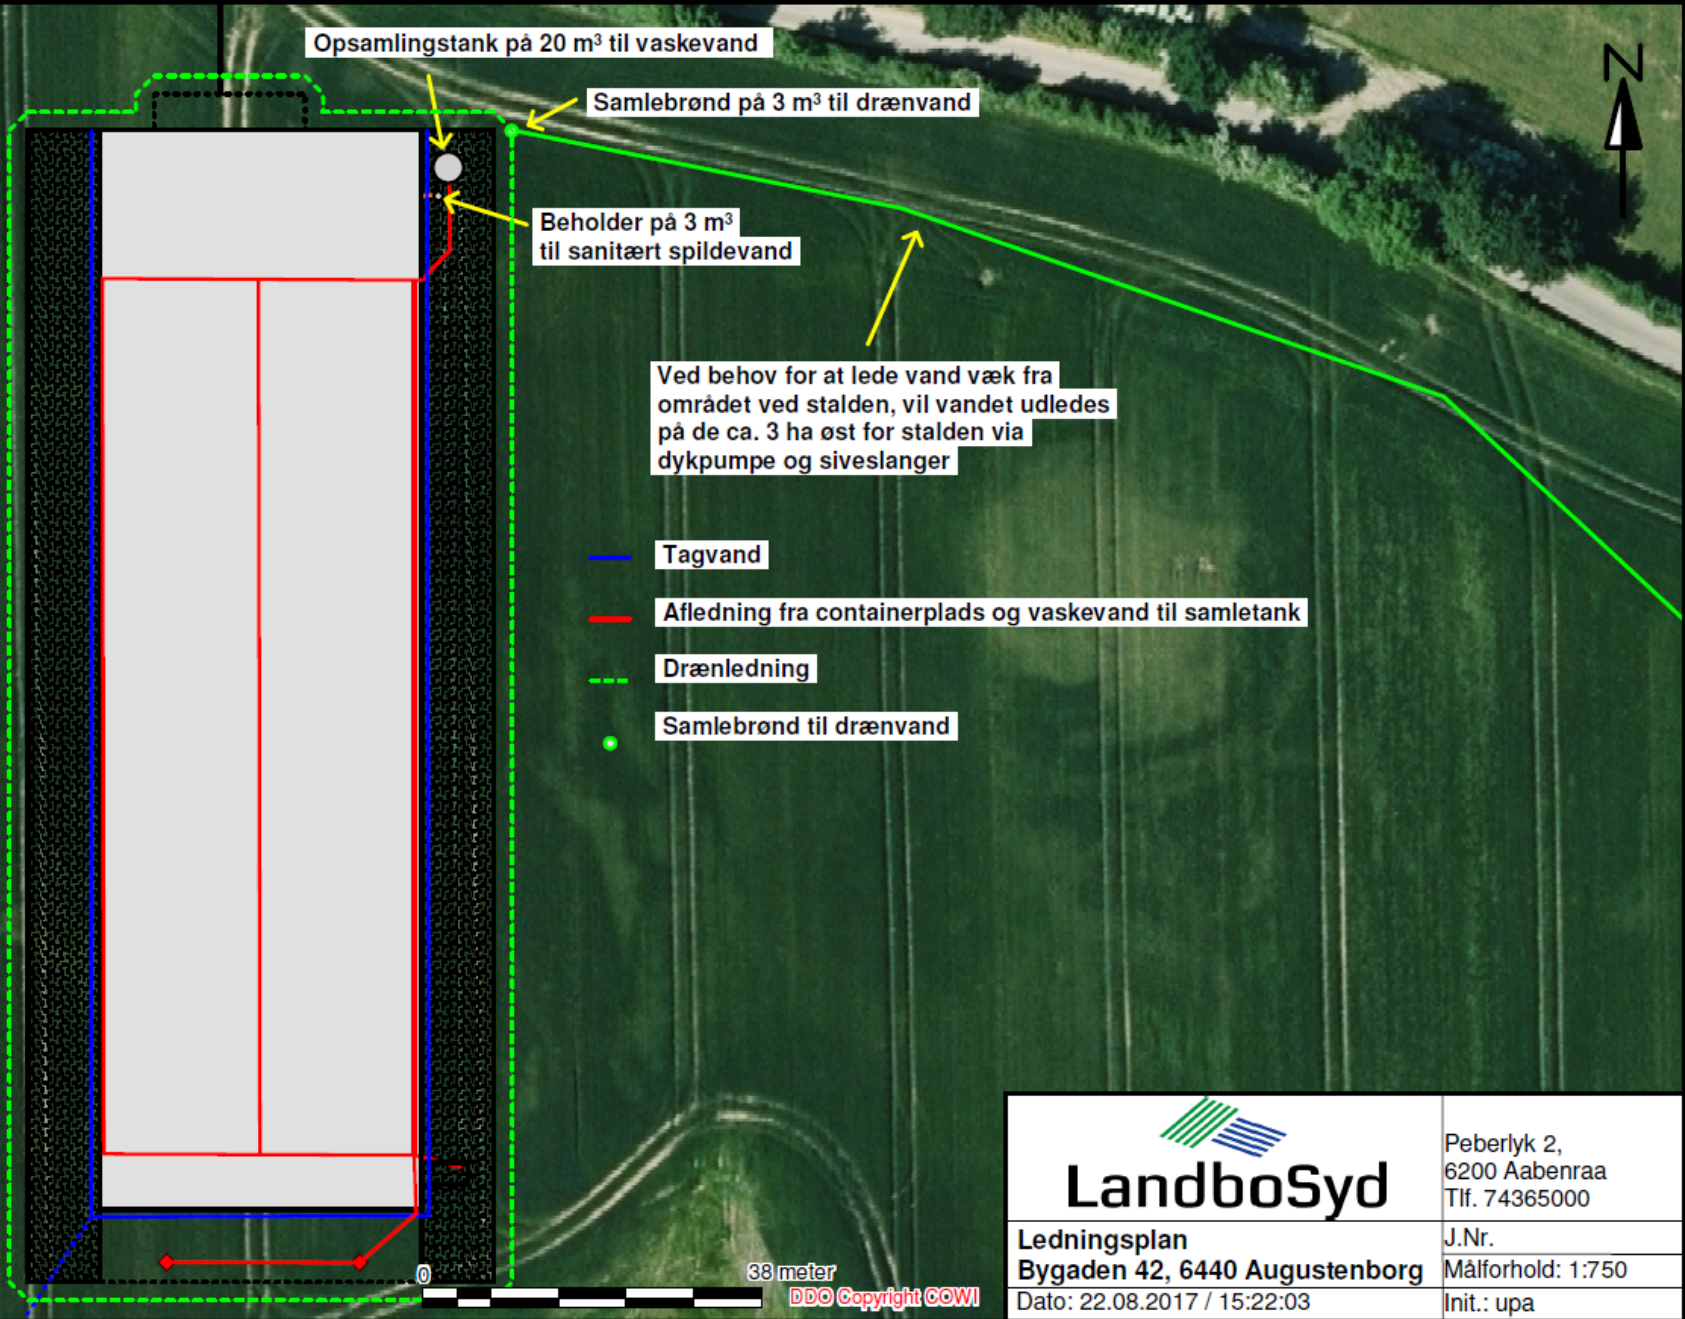 Opsamlingstank på 20 m³ til vaskevand
N
Samlebrønd på 3 m³ til drænvand
Beholder på 3 m³
til sanitært spildevand
Ved behov for at lede vand væk fra
området ved stalden, vil vandet udledes
på de ca. 3 ha øst for stalden via
dykpumpe og siveslanger
Tagvand
Afledning fra containerplads og vaskevand til samletank
Drænledning
Samlebrønd til drænvand
0
38 meter
DDO Copyright COWI
LandboSyd
Peberlyk 2,
6200 Aabenraa
Tlf. 74365000
Ledningsplan
Bygaden 42, 6440 Augustenborg
J.Nr.
Målforhold: 1:750
Dato: 22.08.2017 / 15:22:03
Init.: upa